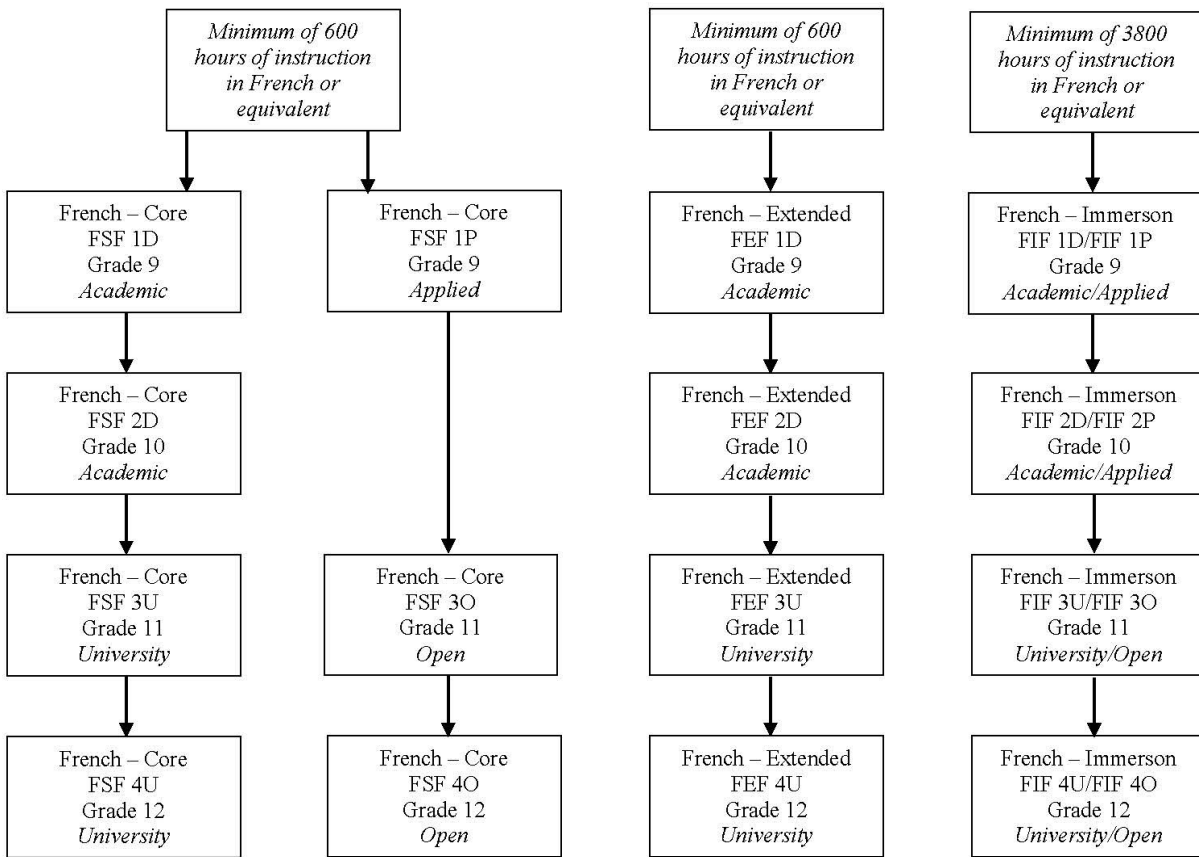 Minimum of 600
hours of instruction
in French or
equivalent
Minimum of 600
hours of instruction
in French or
equivalent
Minimum of 3800
hours of instruction
in French or
equivalent
French – Core
FSF 1D
Grade 9
Academic
French – Core
FSF 1P
Grade 9
Applied
French – Extended
FEF 1D
Grade 9
Academic
French – Immerson
FIF 1D/FIF 1P
Grade 9
Academic/Applied
French – Core
FSF 2D
Grade 10
Academic
French – Extended
FEF 2D
Grade 10
Academic
French – Immerson
FIF 2D/FIF 2P
Grade 10
Academic/Applied
French – Core
FSF 3U
Grade 11
University
French – Core
FSF 3O
Grade 11
Open
French – Extended
FEF 3U
Grade 11
University
French – Immerson
FIF 3U/FIF 3O
Grade 11
University/Open
French – Core
FSF 4U
Grade 12
University
French – Core
FSF 4O
Grade 12
Open
French – Extended
FEF 4U
Grade 12
University
French – Immerson
FIF 4U/FIF 4O
Grade 12
University/Open